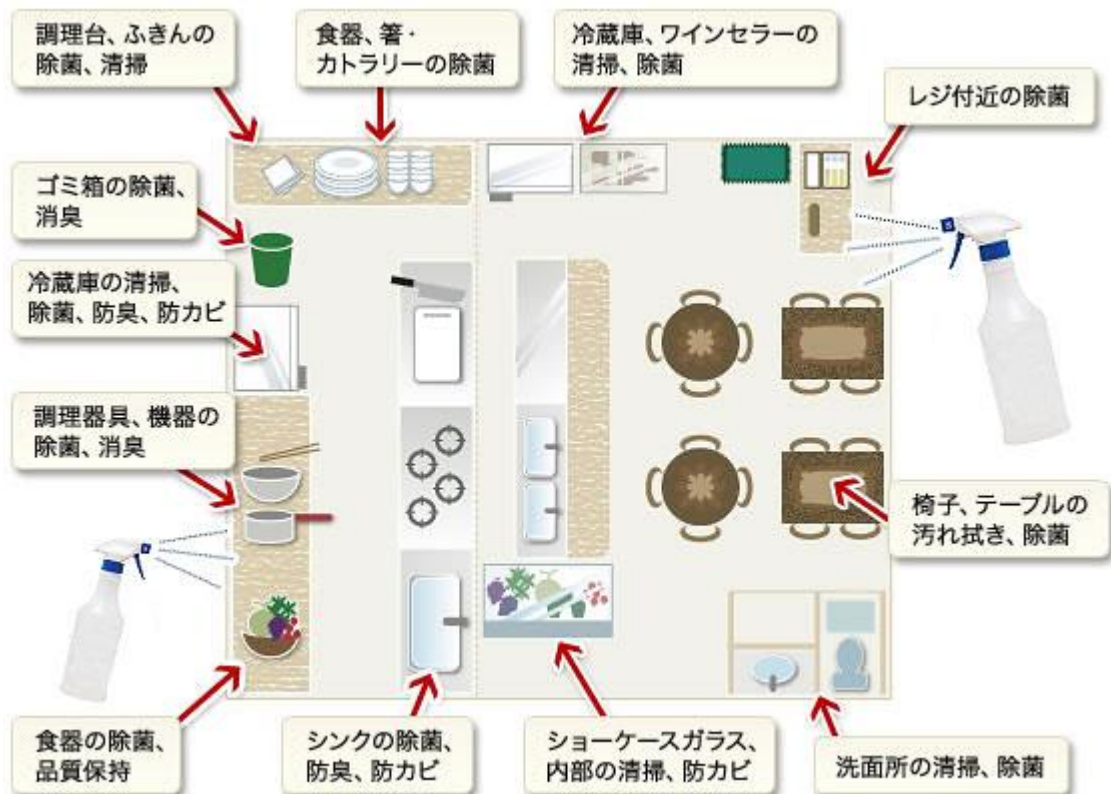 調理台、ふきんの
除菌、清掃
食器、箸・
カトラリーの除菌
冷蔵庫、ワインセラーの
清掃、除菌
レジ付近の除菌
ゴミ箱の除菌、
消臭
冷蔵庫の清掃、
除菌、防臭、防カビ
調理器具、機器の
除菌、消臭
椅子、テーブルの
汚れ拭き、除菌
食器の除菌、
品質保持
シンクの除菌、
防臭、防カビ
ショーケースガラス、
内部の清掃、防カビ
洗面所の清掃、除菌